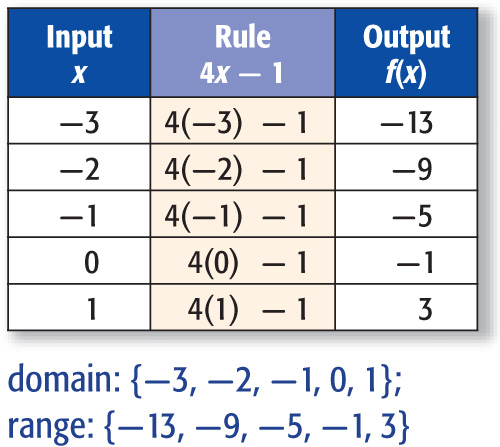 Input Rule Output
x 4x − 1 f(x)
−3 4(−3) − 1 −13
−2 4(−2) − 1 −9
−1 4(−1) − 1 −5
0 4(0) − 1 −1
1 4(1) − 1 3
domain: {−3, −2, −1, 0, 1};
range: {−13, −9, −5, −1, 3}